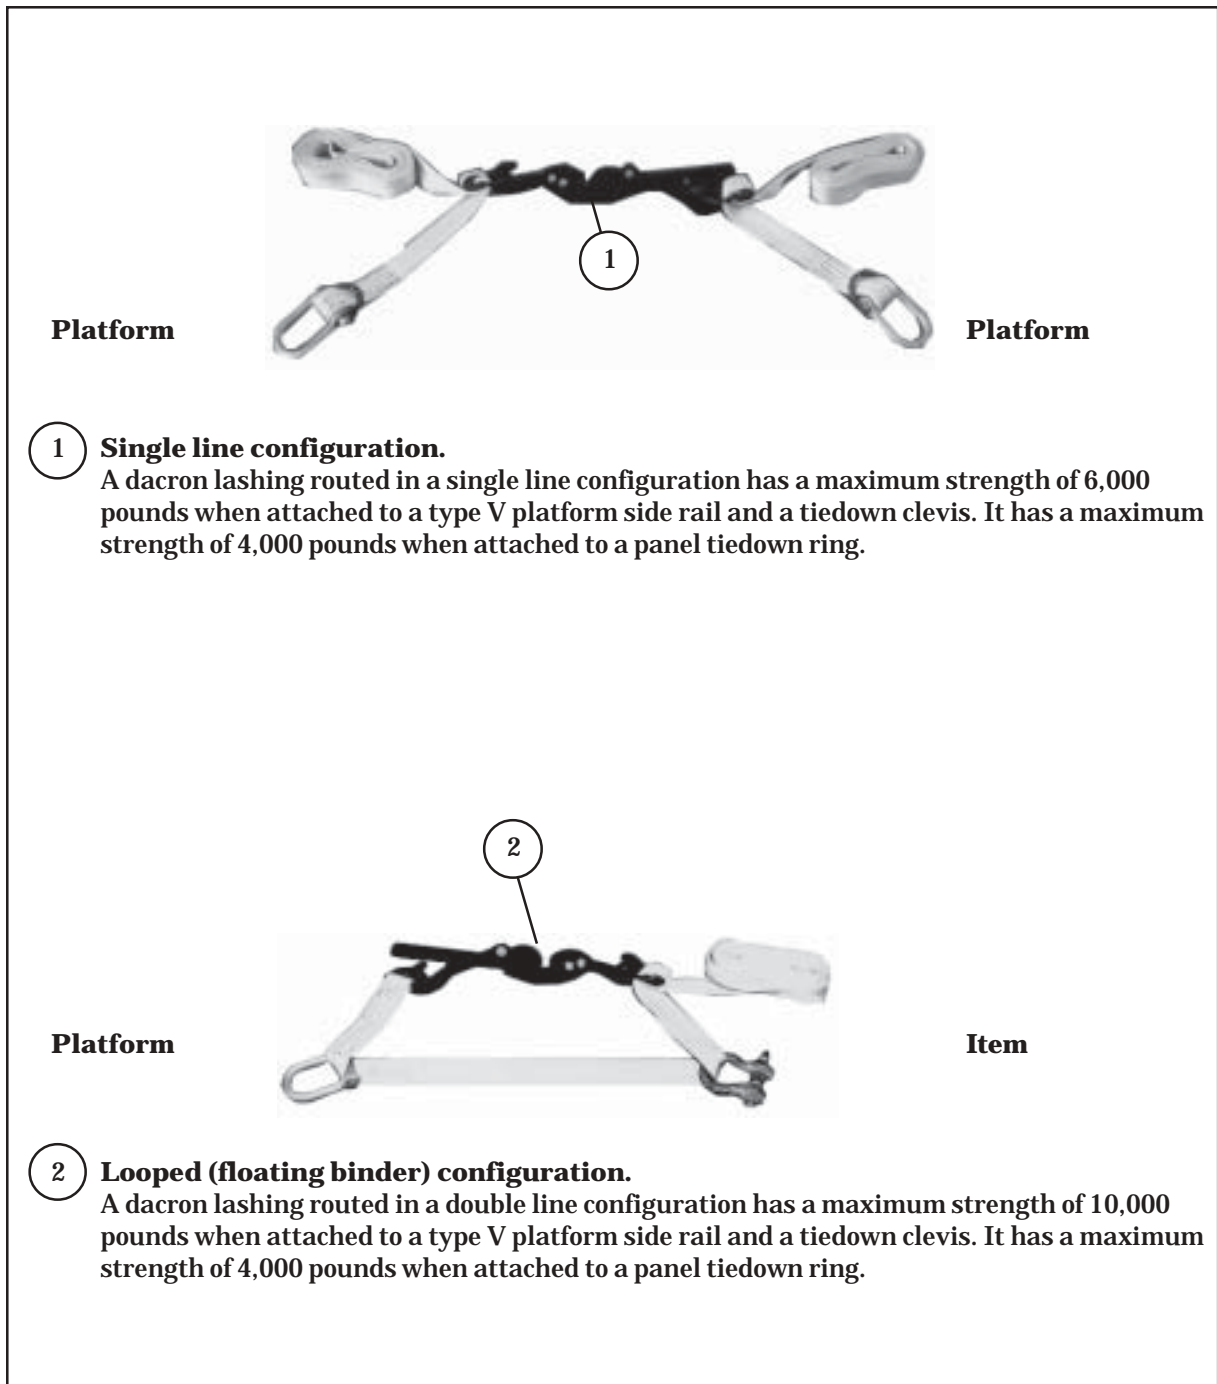 1
Platform
Platform
1 Single line configuration.
A dacron lashing routed in a single line configuration has a maximum strength of 6,000
pounds when attached to a type V platform side rail and a tiedown clevis. It has a maximum
strength of 4,000 pounds when attached to a panel tiedown ring.
2
Platform
Item
2 Looped (floating binder) configuration.
A dacron lashing routed in a double line configuration has a maximum strength of 10,000
pounds when attached to a type V platform side rail and a tiedown clevis. It has a maximum
strength of 4,000 pounds when attached to a panel tiedown ring.